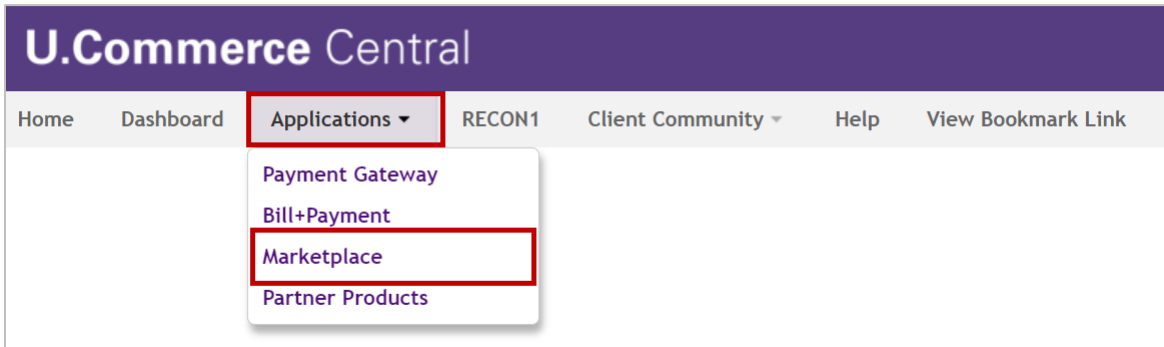 U.Commerce Central
Home Dashboard Applications RECON1 Client Community Help View Bookmark Link
Payment Gateway
Bill+Payment
Marketplace
Partner Products